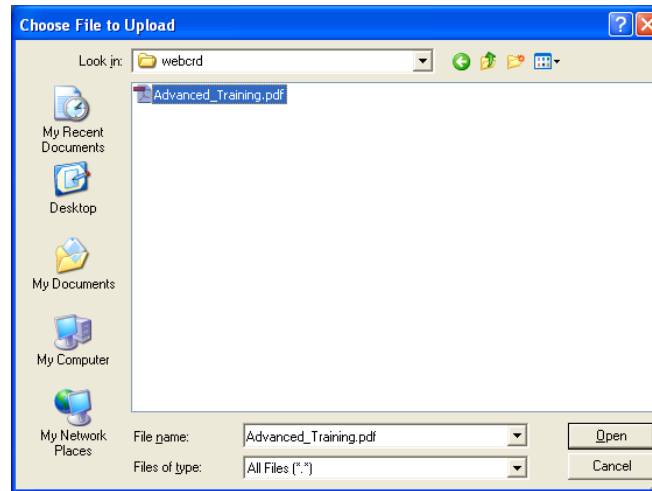 Choose File to Upload
Look in:
webcrd
Advanced_Training.pdf
My Recent
Documents
Desktop
My Documents
My Computer
My Network
Places
File name:
Advanced_Training.pdf
Open
Files of type:
All Files (*.*)
Cancel